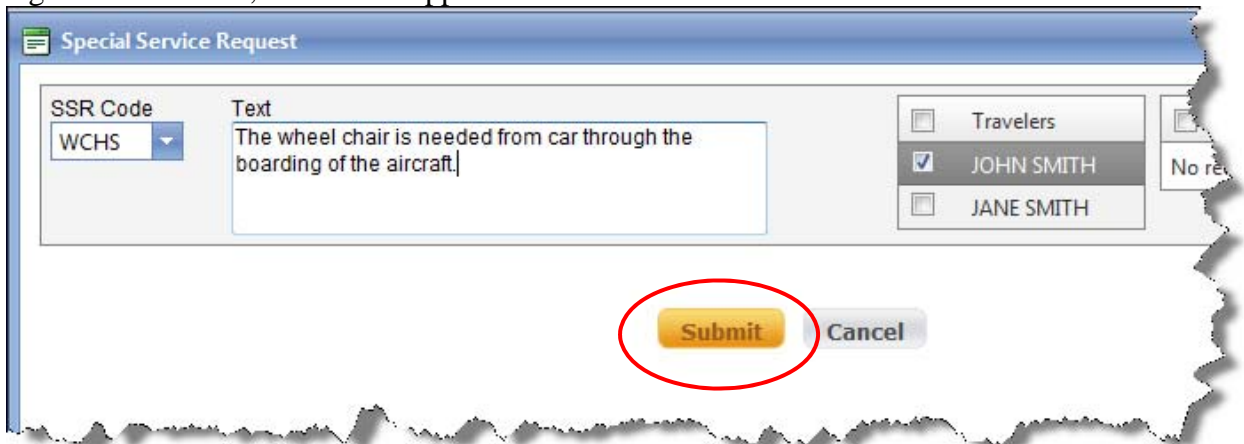 Special Service Request
SSR Code
Text
Travelers
WCHS
The wheel chair is needed from car through the
boarding of the aircraft.
JOHN SMITH
No
JANE SMITH
Submit
Cancel